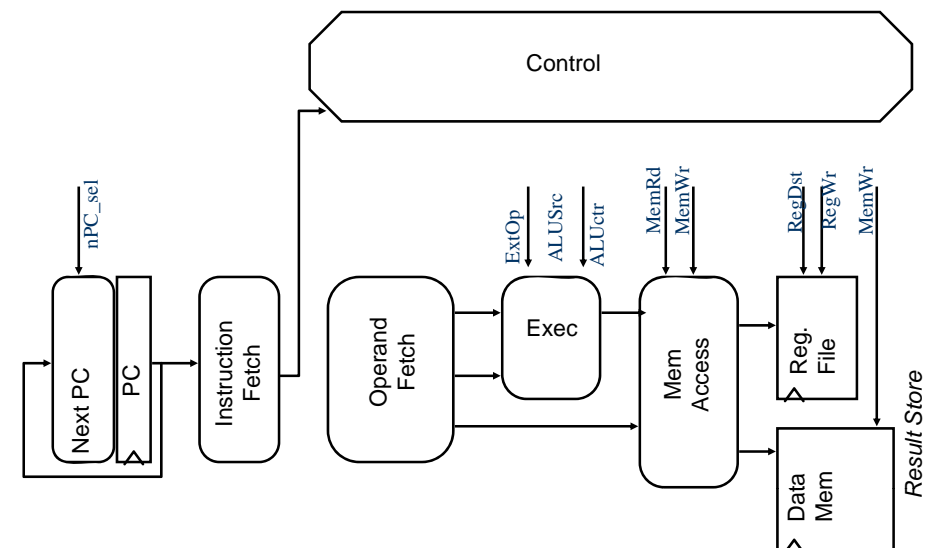 Control
nPC_sel
ExtOp
ALUSrc
ALUctr
MemRd
MemWr
RegDst
RegWr
MemWr
Next PC
PC
Instruction
Fetch
Operand
Fetch
Exec
Mem
Access
Reg.
File
Data
Mem
Result Store